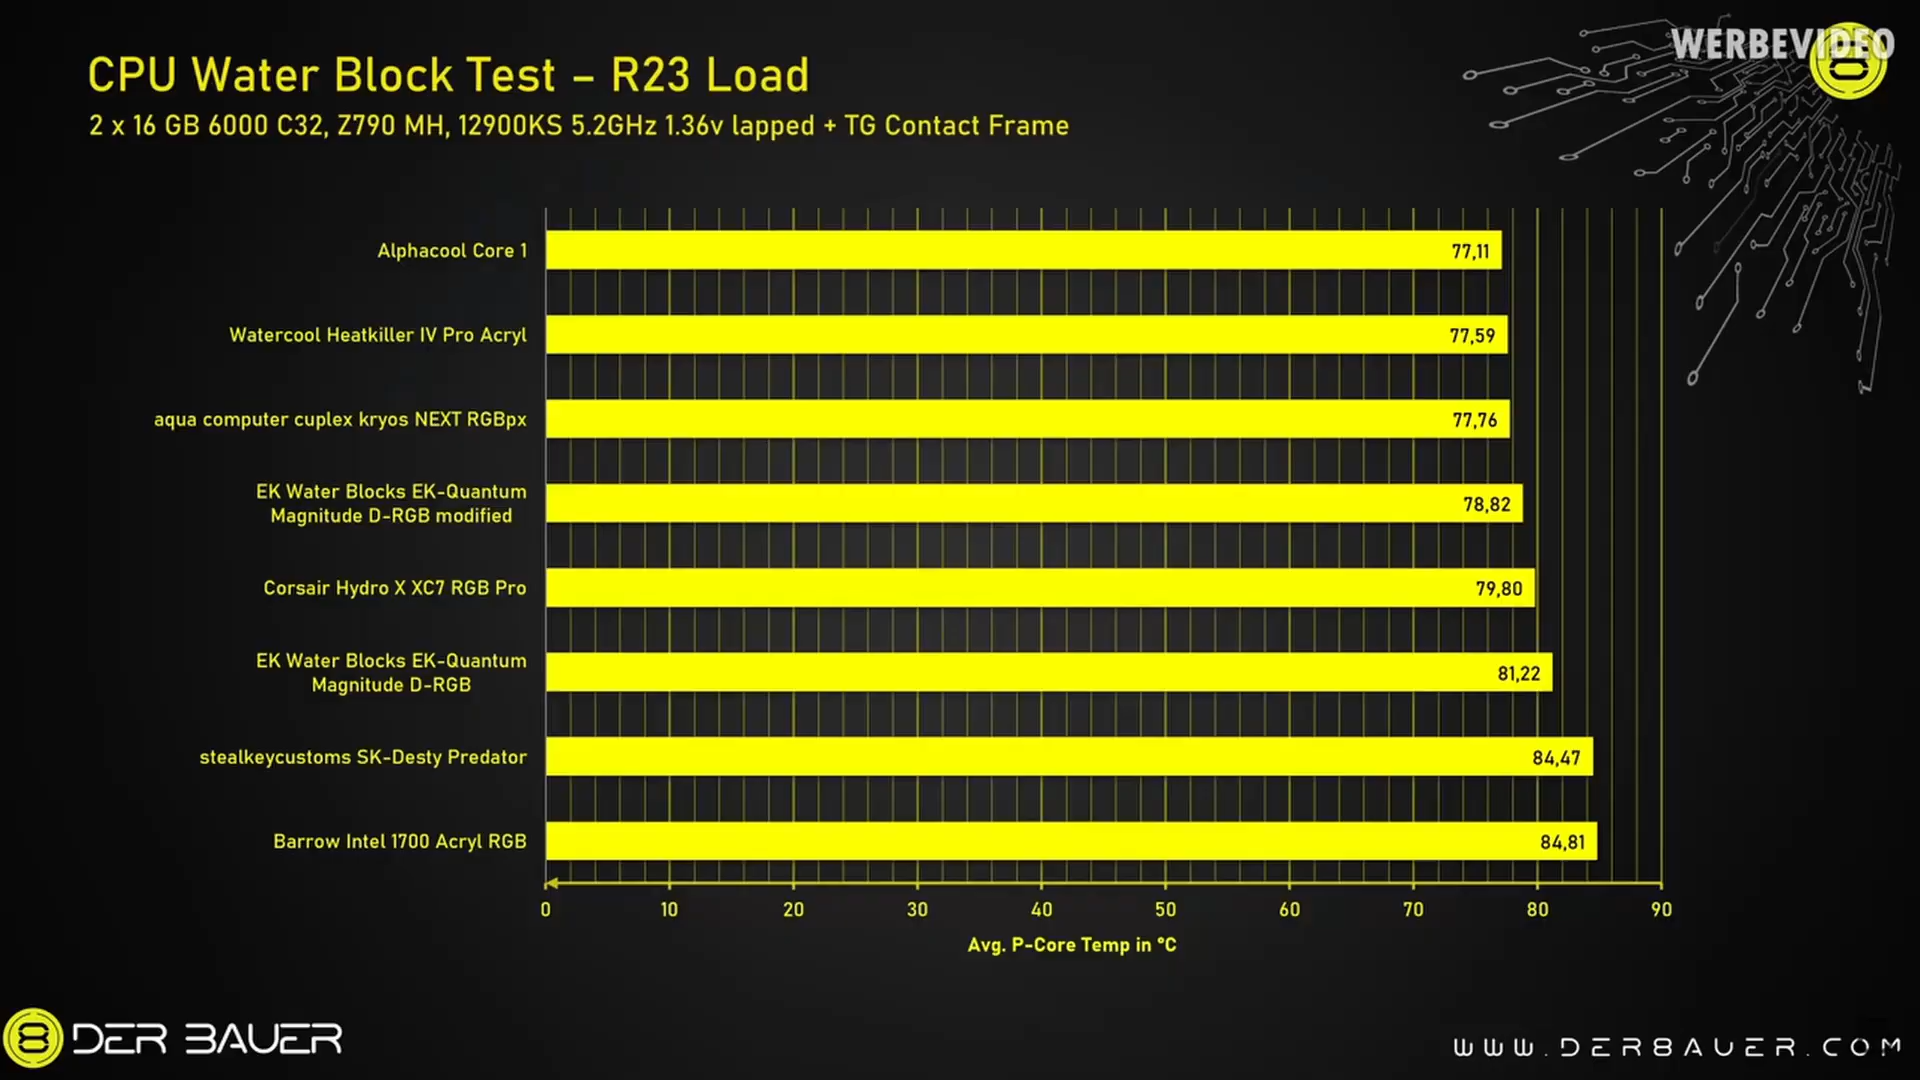 WERBEVIDEO
CPU Water Block Test – R23 Load
2 x 16 GB 6000 C32, Z790 MH, 12900KS 5.2GHz 1.36v lapped + TG Contact Frame
Alphacool Core 1
77,11
Watercool Heatkiller IV Pro Acryl
77,59
aqua computer cuplex kryos NEXT RGBpx
77,76
EK Water Blocks EK-Quantum
Magnitude D-RGB modified
78,82
Corsair Hydro X XC7 RGB Pro
79,80
EK Water Blocks EK-Quantum
Magnitude D-RGB
81,22
stealkeycustoms SK-Desty Predator
84,47
Barrow Intel 1700 Acryl RGB
84,81
0 10 20 30 40 50 60 70 80 90
Avg. P-Core Temp in °C
8 DER 8AUER
WWW.DER8AUER.COM